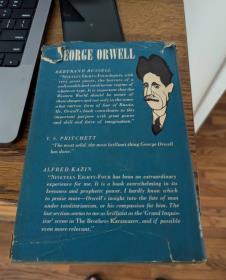 GEORGE ORWELL
BERTRAND RUSSELL
"NINETEEN EIGHTY-FOUR depicts, with
very great power, the horrors of a
well-established totalitarian regime of
whatever type. It is important that the
Western World should be aware of
these dangers and not only in the some-
what narrow form of fear of Russia.
Mr. Orwell's book contributes to this
important purpose with great power
and skill and force of imagination."
V. S. PRITCHETT
"The most solid, the most brilliant thing George Orwell
has done."
ALFRED KAZIN
"NINETEEN EIGHTY-FOUR has been an extraordinary
experience for me. It is a book overwhelming in its
keenness and prophetic power. I hardly know which
to praise more—Orwell's insight into the fate of man
under totalitarianism, or his compassion for him. The
last section seems to me as brilliant as the 'Grand Inquis-
itor' scene in The Brothers Karamazov, and if possible
even more relevant."